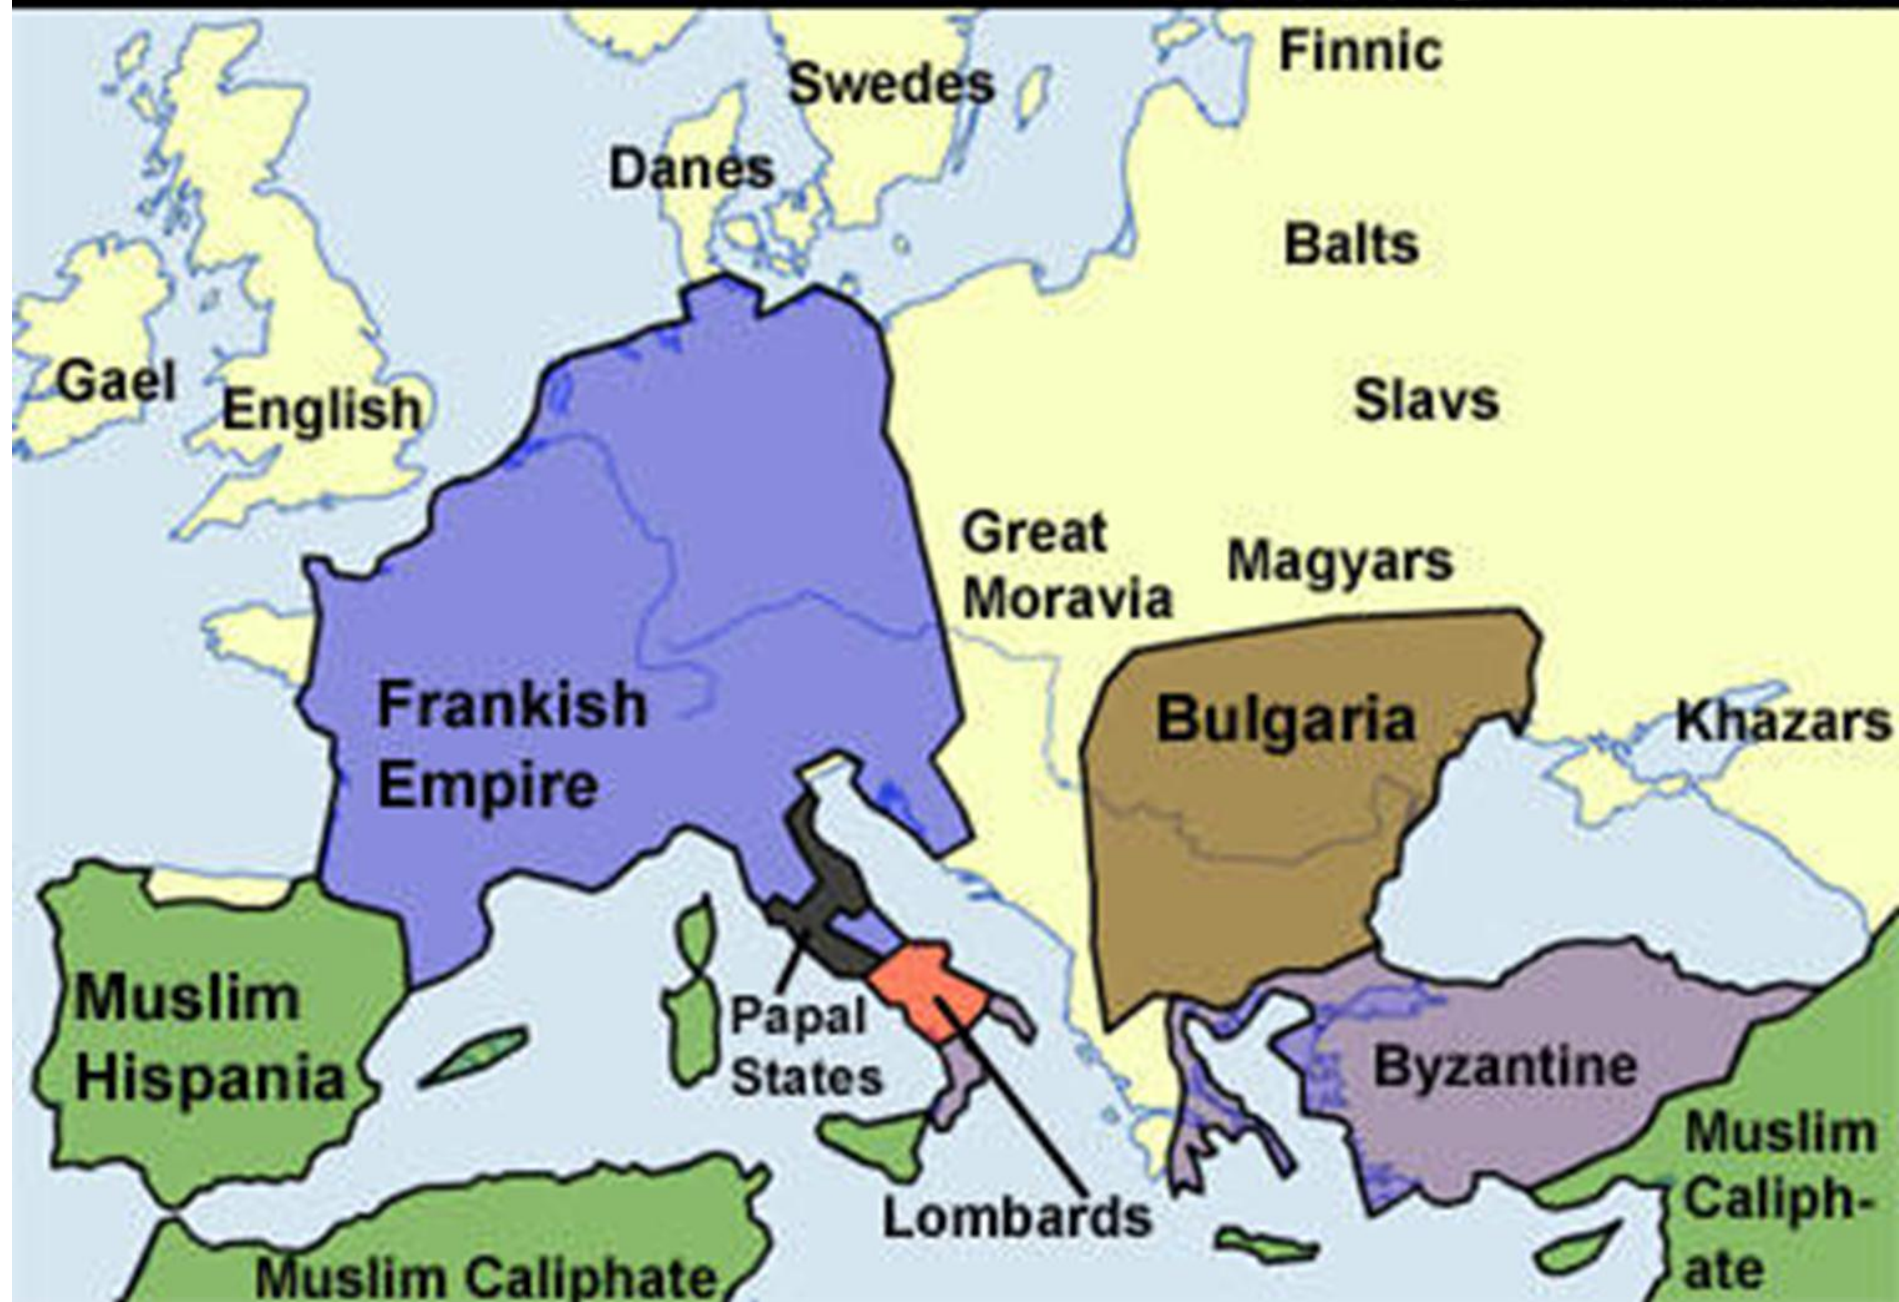 Finnic
Swedes
Danes
Balts
Gael
English
Slavs
Great
Moravia
Magyars
Frankish
Empire
Bulgaria
Khazars
Muslim
Hispania
Papal
States
Byzantine
Muslim
Caliph-
ate
Lombards
Muslim Caliphate